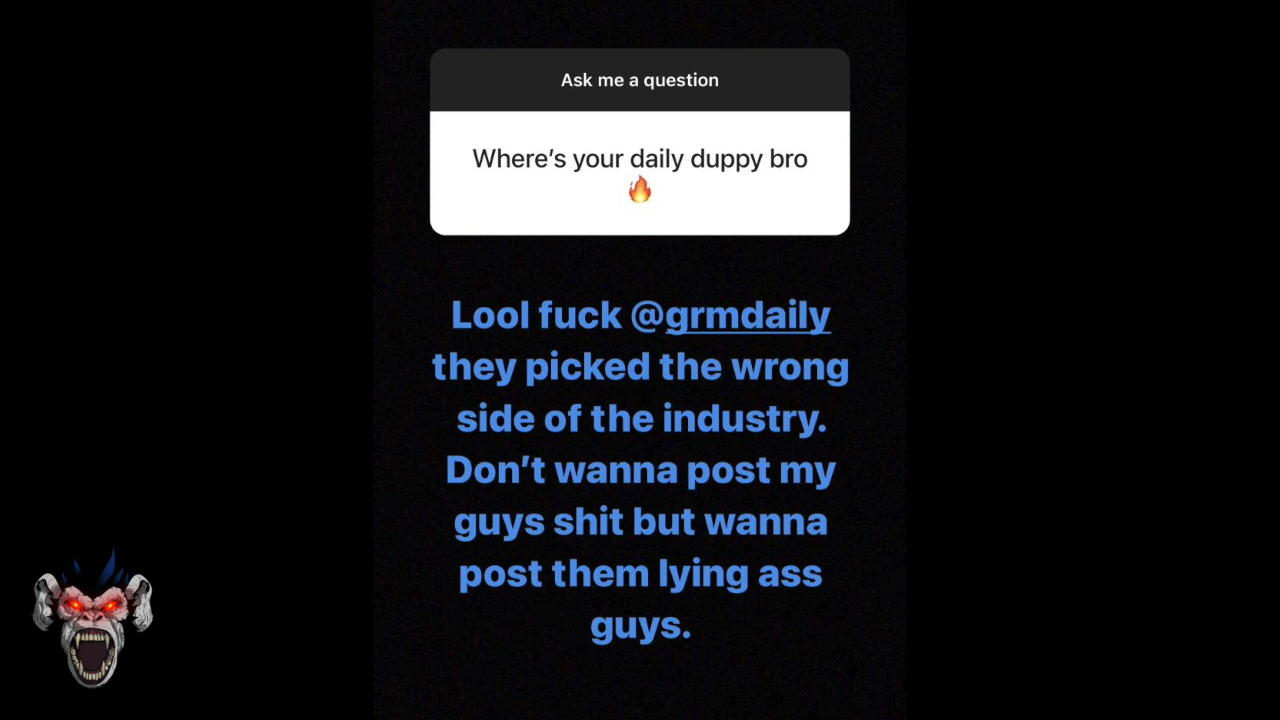 Ask me a question
Where’s your daily duppy bro
🔥
Lool fuck @grmdaily
they picked the wrong
side of the industry.
Don’t wanna post my
guys shit but wanna
post them lying ass
guys.